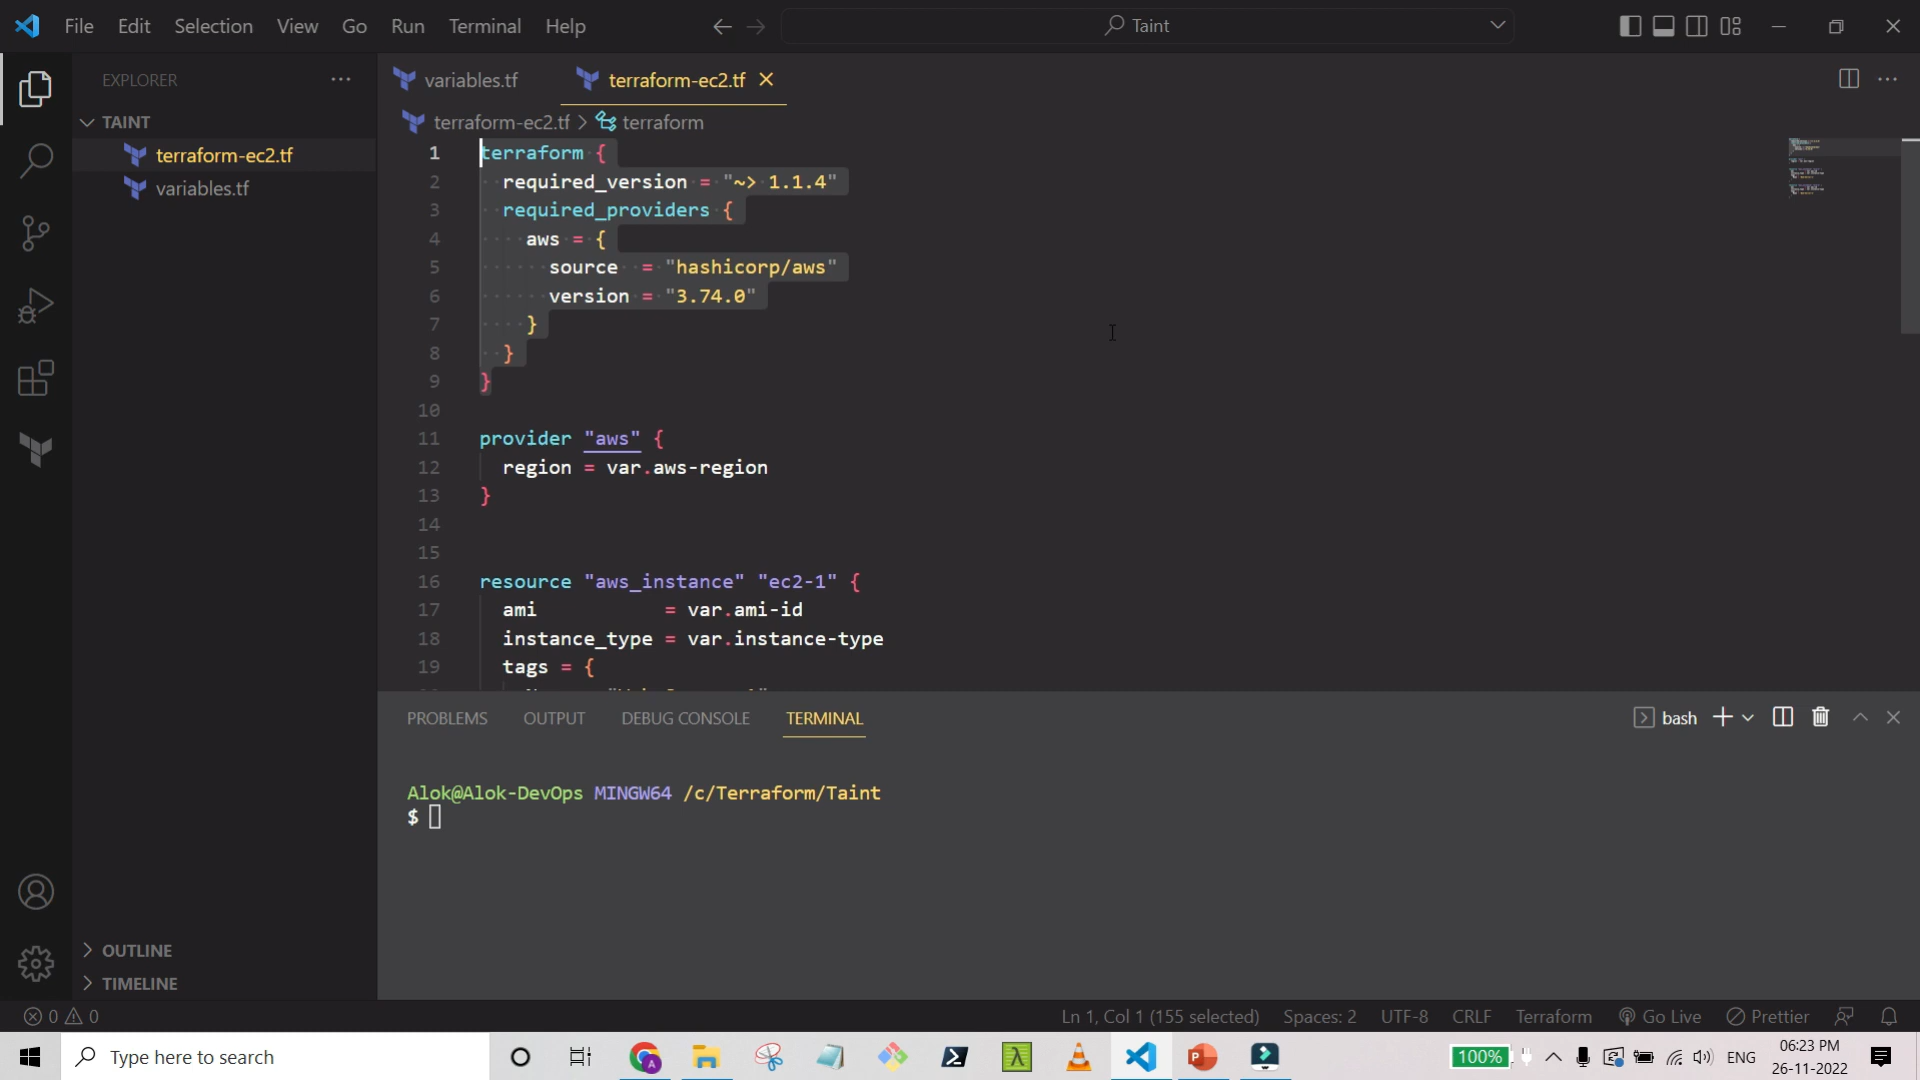 File Edit Selection View Go Run Terminal Help
Taint
EXPLORER
TAINT
terraform-ec2.tf
variables.tf
variables.tf
terraform-ec2.tf
terraform-ec2.tf > terraform
1 terraform {
2 required_version = "~> 1.1.4"
3 required_providers {
4 aws = {
5 source = "hashicorp/aws"
6 version = "3.74.0"
7 }
8 }
9 }
10
11 provider "aws" {
12 region = var.aws-region
13 }
14
15
16 resource "aws_instance" "ec2-1" {
17 ami = var.ami-id
18 instance_type = var.instance-type
19 tags = {
PROBLEMS OUTPUT DEBUG CONSOLE TERMINAL
bash
Alok@Alok-DevOps MINGW64 /c/Terraform/Taint
$
OUTLINE
TIMELINE
0 0
Ln 1, Col 1 (155 selected) Spaces: 2 UTF-8 CRLF Terraform Go Live Prettier
Type here to search
100%
ENG
06:23 PM
26-11-2022